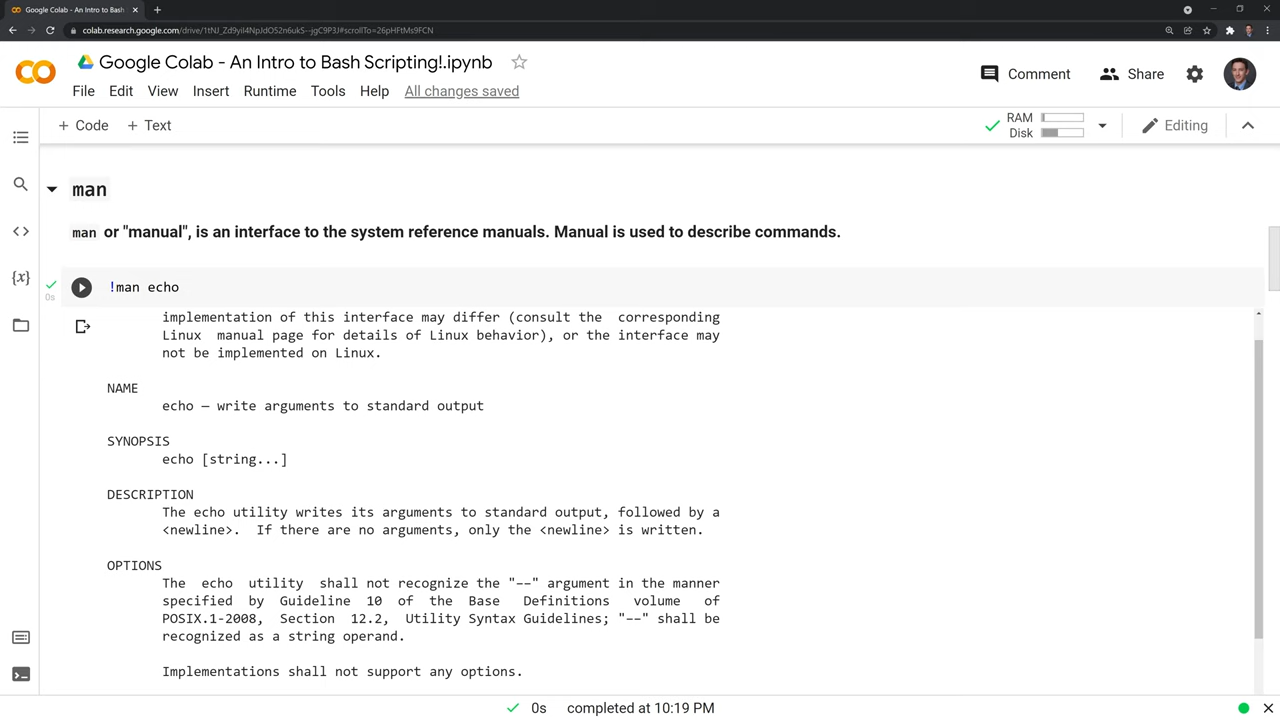 Google Colab - An Intro to Bash
colab.research.google.com/drive/1tNJ_Zd9yiI4NpJdO52n6ukS--jgC9P3J#scrollTo=26pHFtMs9FCN
Google Colab - An Intro to Bash Scripting!.ipynb
Comment
Share
File Edit View Insert Runtime Tools Help All changes saved
+ Code + Text
RAM
Disk
Editing
man
man or "manual", is an interface to the system reference manuals. Manual is used to describe commands.
!man echo
0s
{x}
implementation of this interface may differ (consult the corresponding
Linux manual page for details of Linux behavior), or the interface may
not be implemented on Linux.
NAME
echo — write arguments to standard output
SYNOPSIS
echo [string...]
DESCRIPTION
The echo utility writes its arguments to standard output, followed by a
<newline>. If there are no arguments, only the <newline> is written.
OPTIONS
The echo utility shall not recognize the "--" argument in the manner
specified by Guideline 10 of the Base Definitions volume of
POSIX.1-2008, Section 12.2, Utility Syntax Guidelines; "--" shall be
recognized as a string operand.
Implementations shall not support any options.
0s completed at 10:19 PM